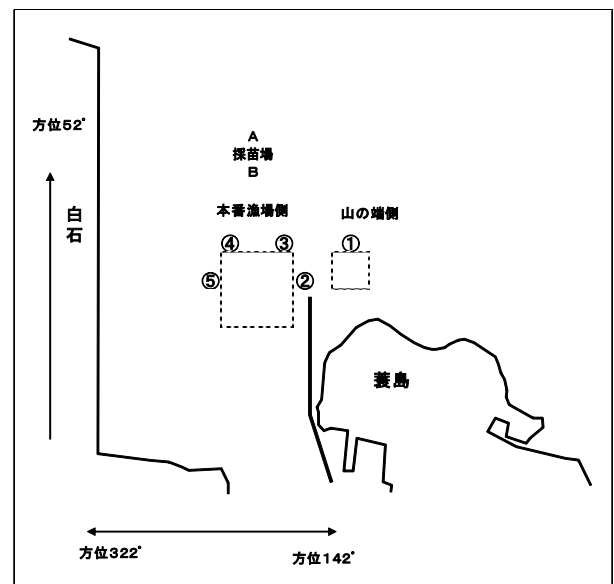 方位52°
A
採苗場
B
白石
本番漁場側
山の端側
④
③
①
⑤
②
蓑島
方位322°
方位142°